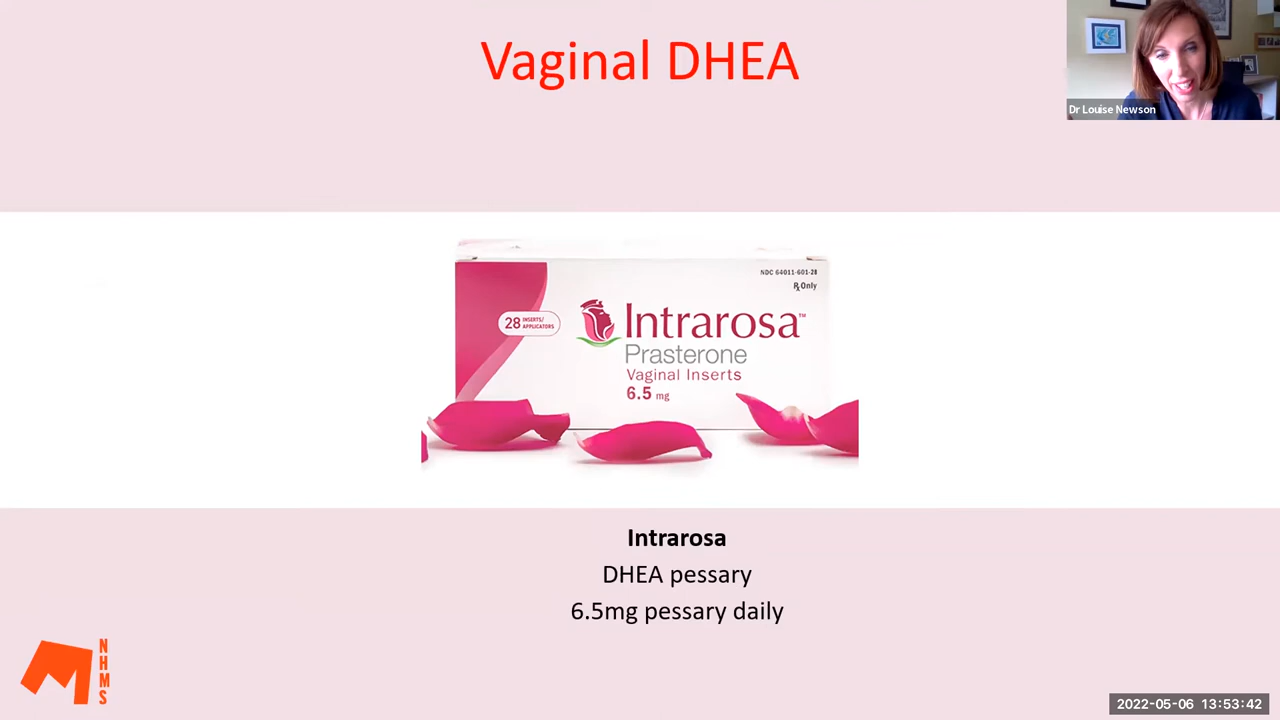 Vaginal DHEA
Dr Louise Newson
NDC 64011-601-28
Rx Only
28 INSERTS/
APPLICATORS
Intrarosa™
Prasterone
Vaginal Inserts
6.5 mg
Intrarosa
DHEA pessary
6.5mg pessary daily
NHMS
2022-05-06 13:53:42